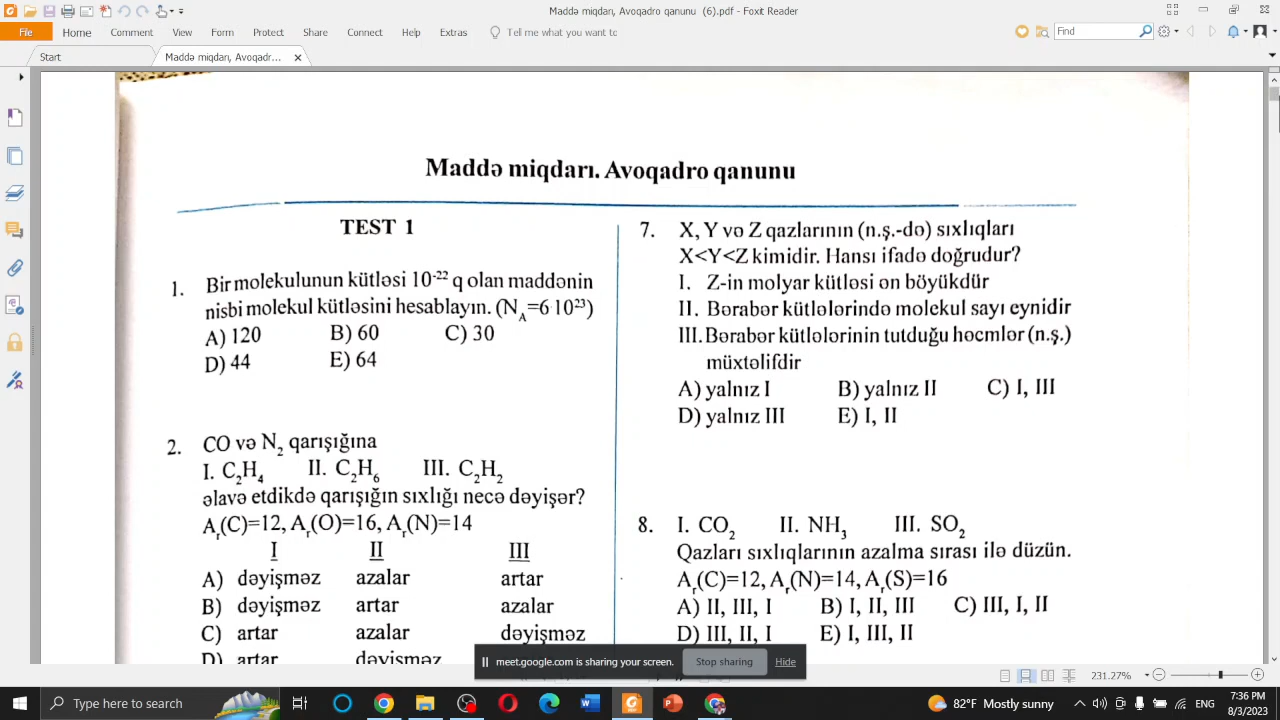 Maddə miqdarı, Avoqadro qanunu (6).pdf - Foxit Reader
File Home Comment View Form Protect Share Connect Help Extras Tell me what you want to Find
Start Maddə miqdarı, Avoqadr...
Maddə miqdarı. Avoqadro qanunu
TEST 1
1. Bir molekulunun kütləsi 10⁻²² q olan maddənin
nisbi molekul kütləsini hesablayın. (N_A=6·10²³)
A) 120 B) 60 C) 30
D) 44 E) 64
2. CO və N₂ qarışığına
I. C₂H₄ II. C₂H₆ III. C₂H₂
əlavə etdikdə qarışığın sıxlığı necə dəyişər?
Aᵣ(C)=12, Aᵣ(O)=16, Aᵣ(N)=14
I II III
A) dəyişməz azalar artar
B) dəyişməz artar azalar
C) artar azalar dəyişməz
D) artar dəyişməz
7. X, Y və Z qazlarının (n.ş.-də) sıxlıqları
X<Y<Z kimidir. Hansı ifadə doğrudur?
I. Z-in molyar kütləsi ən böyükdür
II. Bərabər kütlələrində molekul sayı eynidir
III. Bərabər kütlələrinin tutduğu həcmlər (n.ş.)
müxtəlifdir
A) yalnız I B) yalnız II C) I, III
D) yalnız III E) I, II
8. I. CO₂ II. NH₃ III. SO₂
Qazları sıxlıqlarının azalma sırası ilə düzün.
Aᵣ(C)=12, Aᵣ(N)=14, Aᵣ(S)=16
A) II, III, I B) I, II, III C) III, I, II
D) III, II, I E) I, III, II
meet.google.com is sharing your screen. Stop sharing Hide
231.27%
Type here to search 82°F Mostly sunny ENG 7:36 PM
8/3/2023